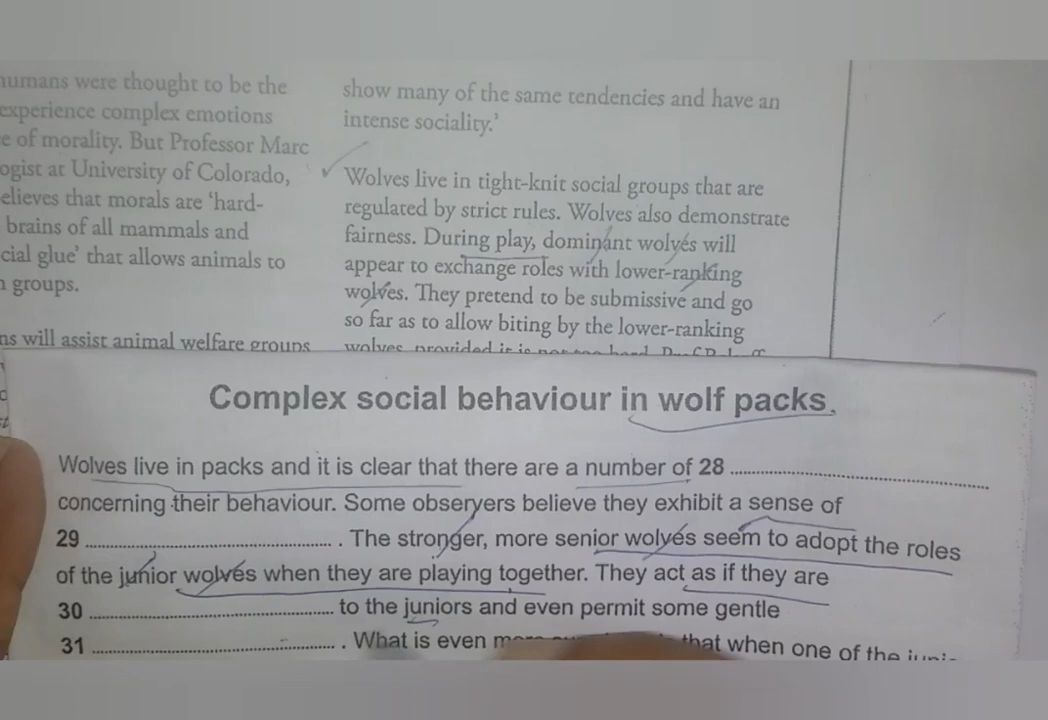 humans were thought to be the
experience complex emotions
e of morality. But Professor Marc
ogist at University of Colorado,
elieves that morals are 'hard-
brains of all mammals and
cial glue' that allows animals to
groups.
ns will assist animal welfare groups
show many of the same tendencies and have an
intense sociality.'
Wolves live in tight-knit social groups that are
regulated by strict rules. Wolves also demonstrate
fairness. During play, dominant wolves will
appear to exchange roles with lower-ranking
wolves. They pretend to be submissive and go
so far as to allow biting by the lower-ranking
wolves, provided it is not too hard.
Complex social behaviour in wolf packs.
Wolves live in packs and it is clear that there are a number of 28 ....................
concerning their behaviour. Some observers believe they exhibit a sense of
29 .................... . The stronger, more senior wolves seem to adopt the roles
of the junior wolves when they are playing together. They act as if they are
30 .................... to the juniors and even permit some gentle
31 .................... . What is even that when one of the